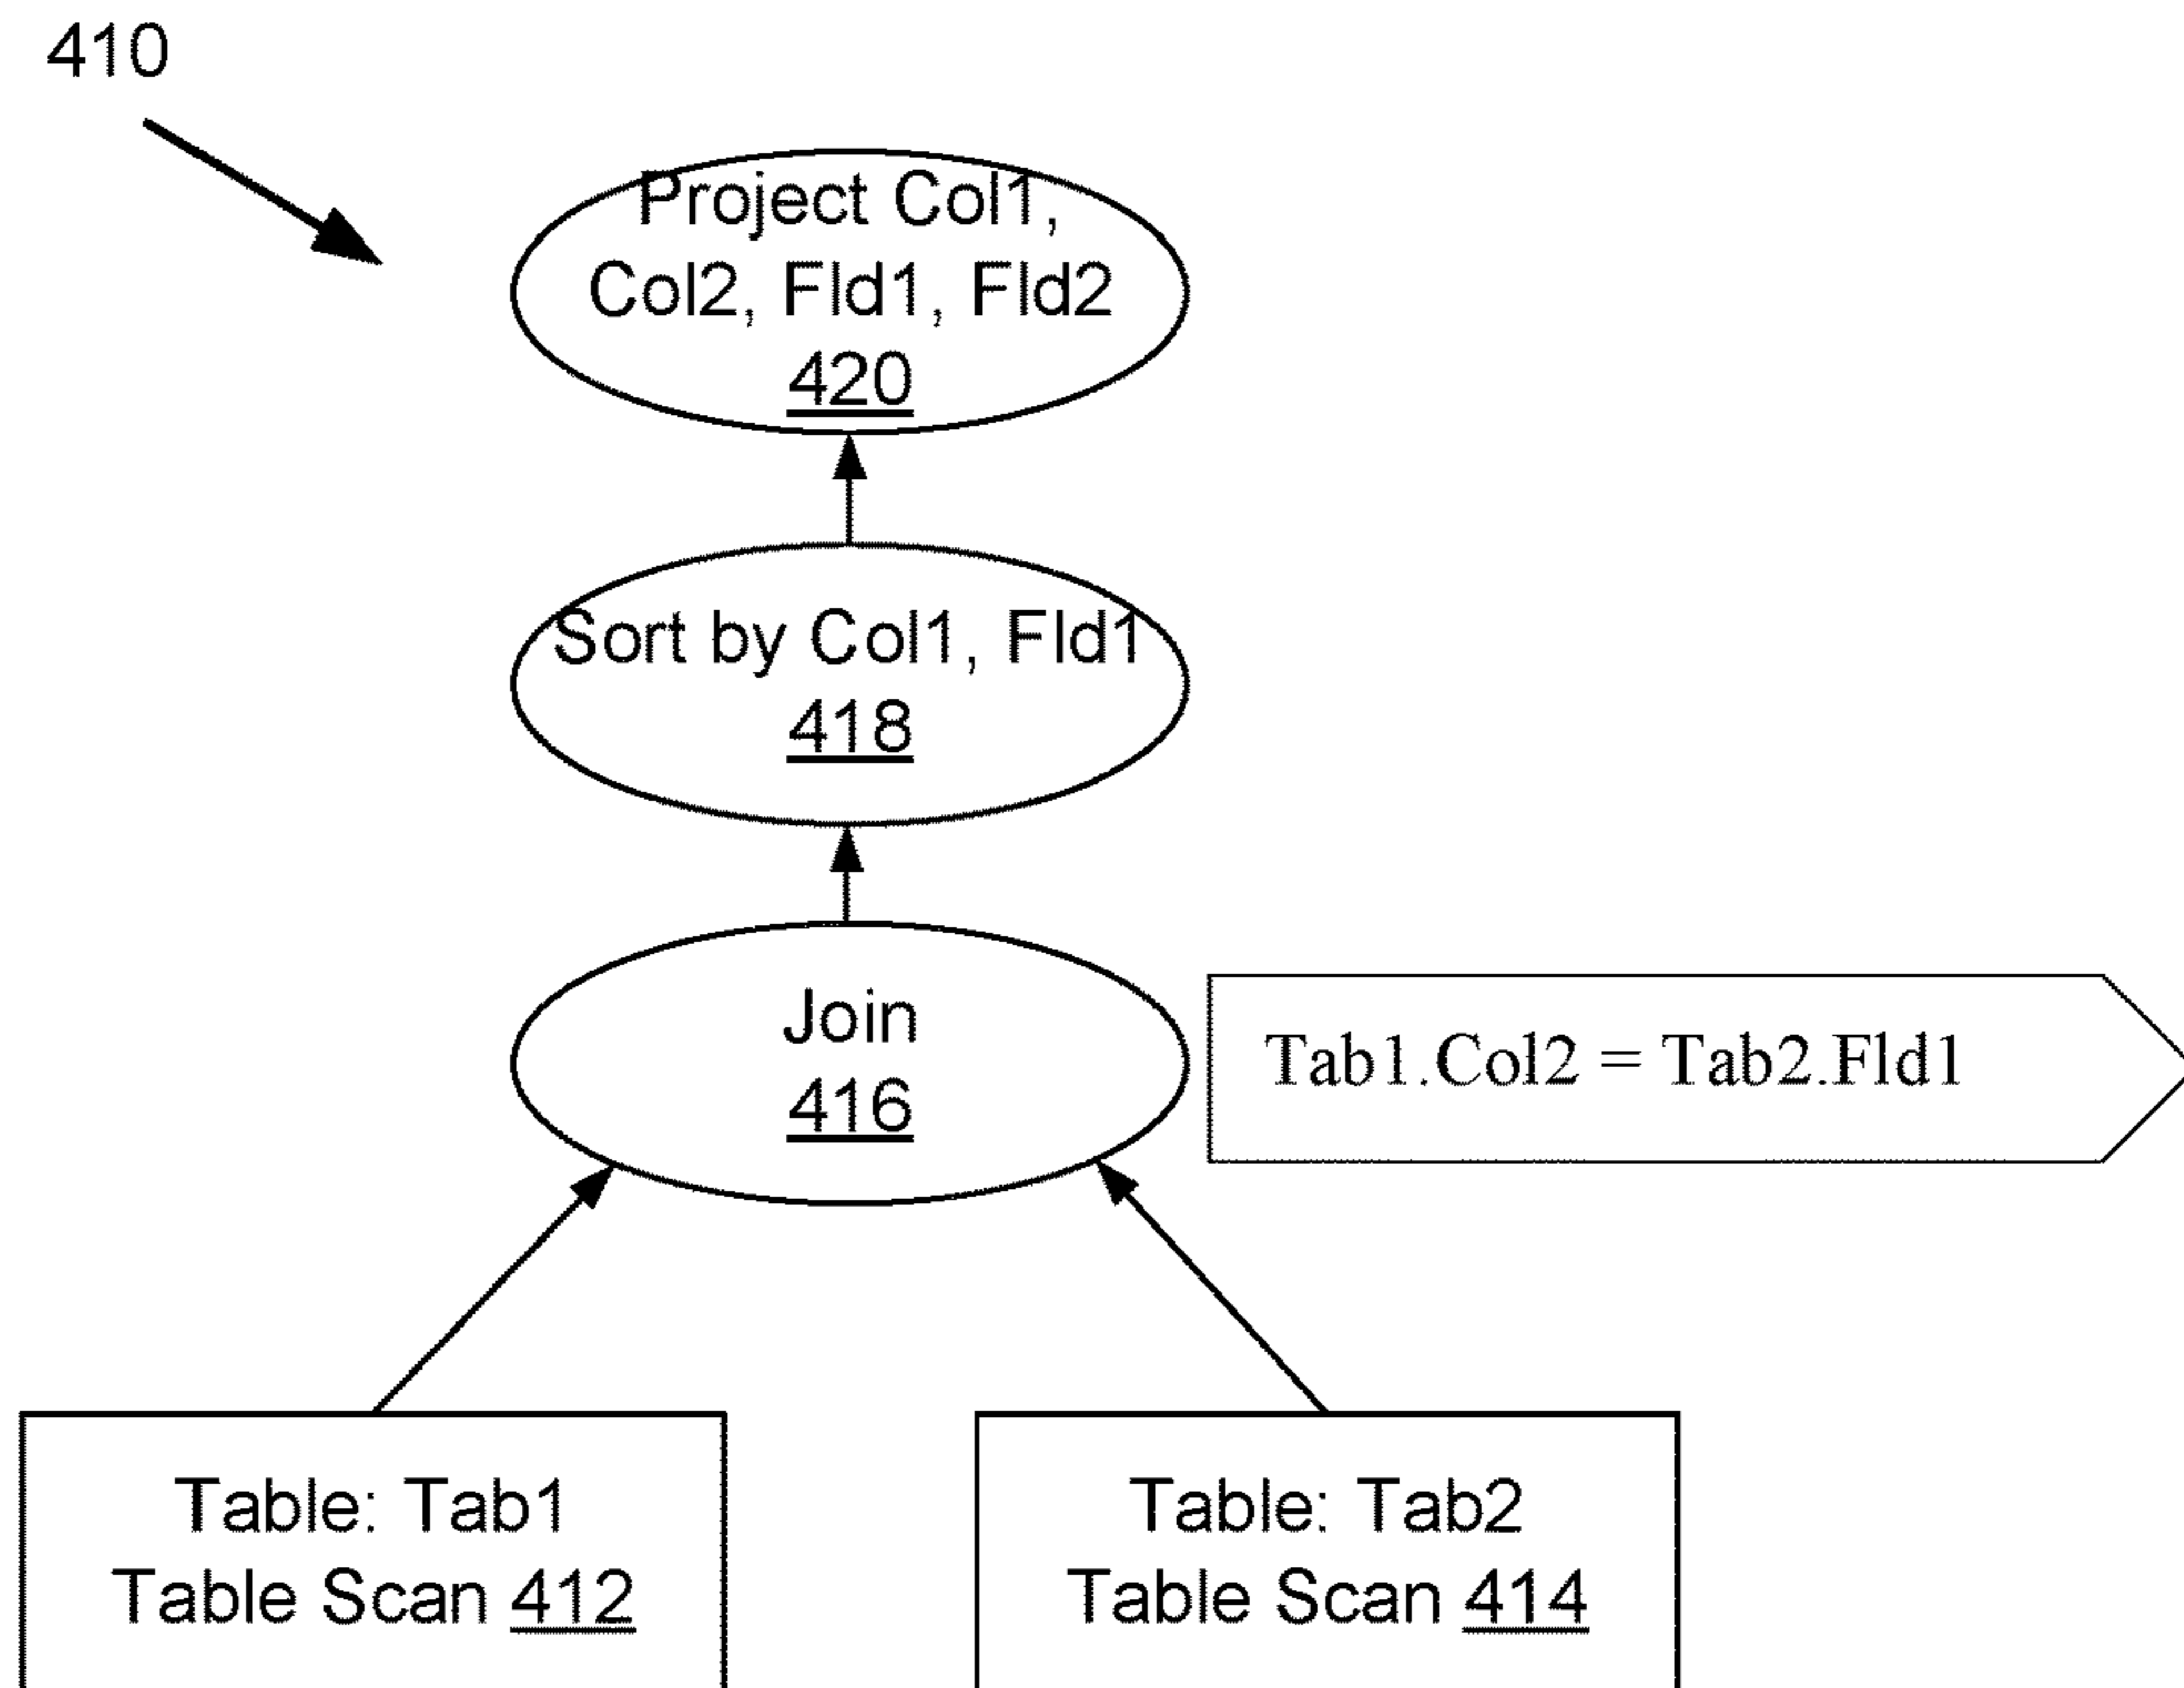 410
Project Col1,
Col2, Fld1, Fld2
420
Sort by Col1, Fld1
418
Join
416
Tab1.Col2 = Tab2.Fld1
Table: Tab1
Table Scan 412
Table: Tab2
Table Scan 414